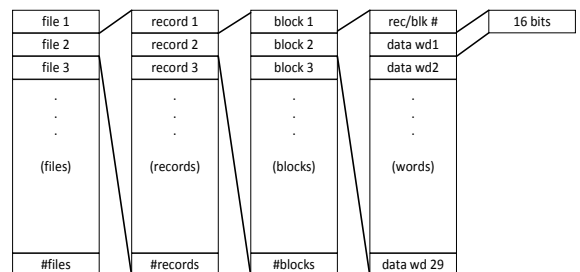 file 1
file 2
file 3
.
.
.
(files)
#files
record 1
record 2
record 3
.
.
.
(records)
#records
block 1
block 2
block 3
.
.
.
(blocks)
#blocks
rec/blk #
data wd1
data wd2
.
.
.
(words)
data wd 29
16 bits